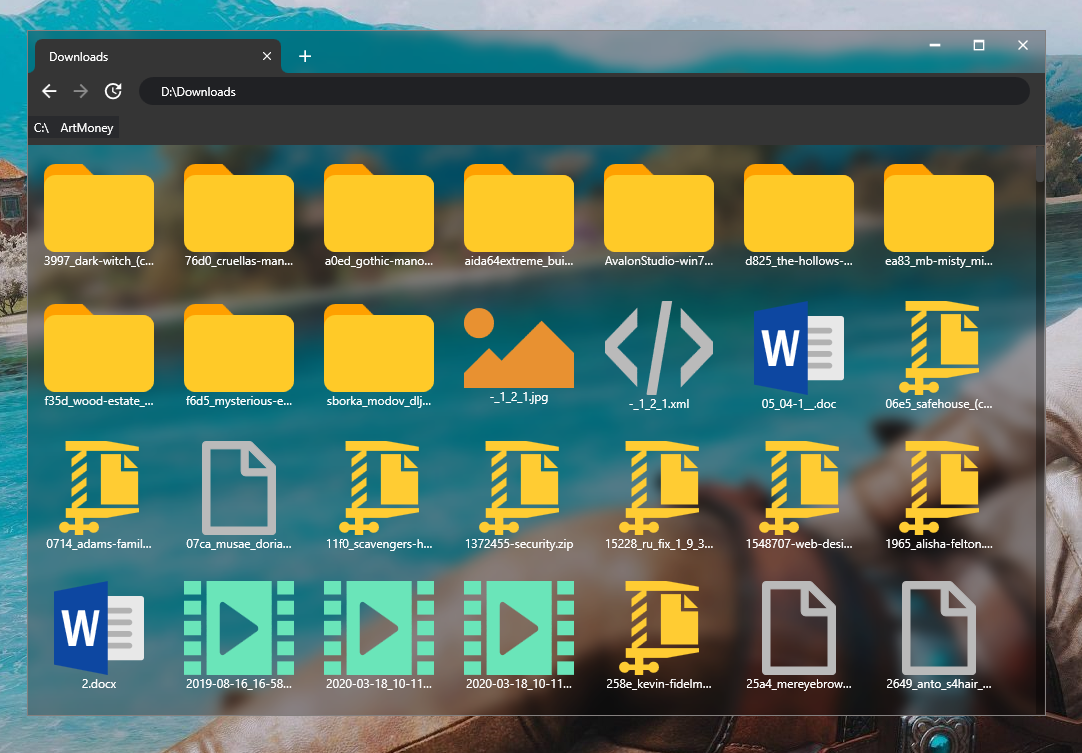 Downloads
D:\Downloads
C:\ ArtMoney
3997_dark-witch_(c...
76d0_cruellas-man...
a0ed_gothic-mano...
aida64extreme_bui...
AvalonStudio-win7...
d825_the-hollows-...
ea83_mb-misty_mi...
f35d_wood-estate_...
f6d5_mysterious-e...
sborka_modov_dlj...
-_1_2_1.jpg
-_1_2_1.xml
W
05_04-1__.doc
06e5_safehouse_(c...
0714_adams-famil...
07ca_musae_doria...
11f0_scavengers-h...
1372455-security.zip
15228_ru_fix_1_9_3...
1548707-web-desi...
1965_alisha-felton....
W
2.docx
2019-08-16_16-58...
2020-03-18_10-11...
2020-03-18_10-11...
258e_kevin-fidelm...
25a4_mereyebrow...
2649_anto_s4hair_...